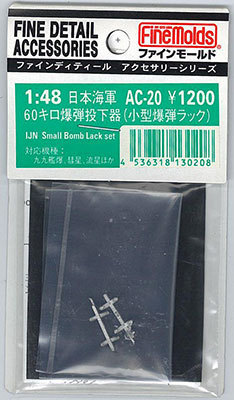 FINE DETAIL
ACCESSORIES
FineMolds
ファインモールド
ファインディティール アクセサリーシリーズ
1:48 日本海軍 AC-20 ¥1200
60キロ爆弾投下器(小型爆弾ラック)
IJN Small Bomb Lack set
対応機種:
九九艦爆、彗星、流星ほか
4 536318 130208